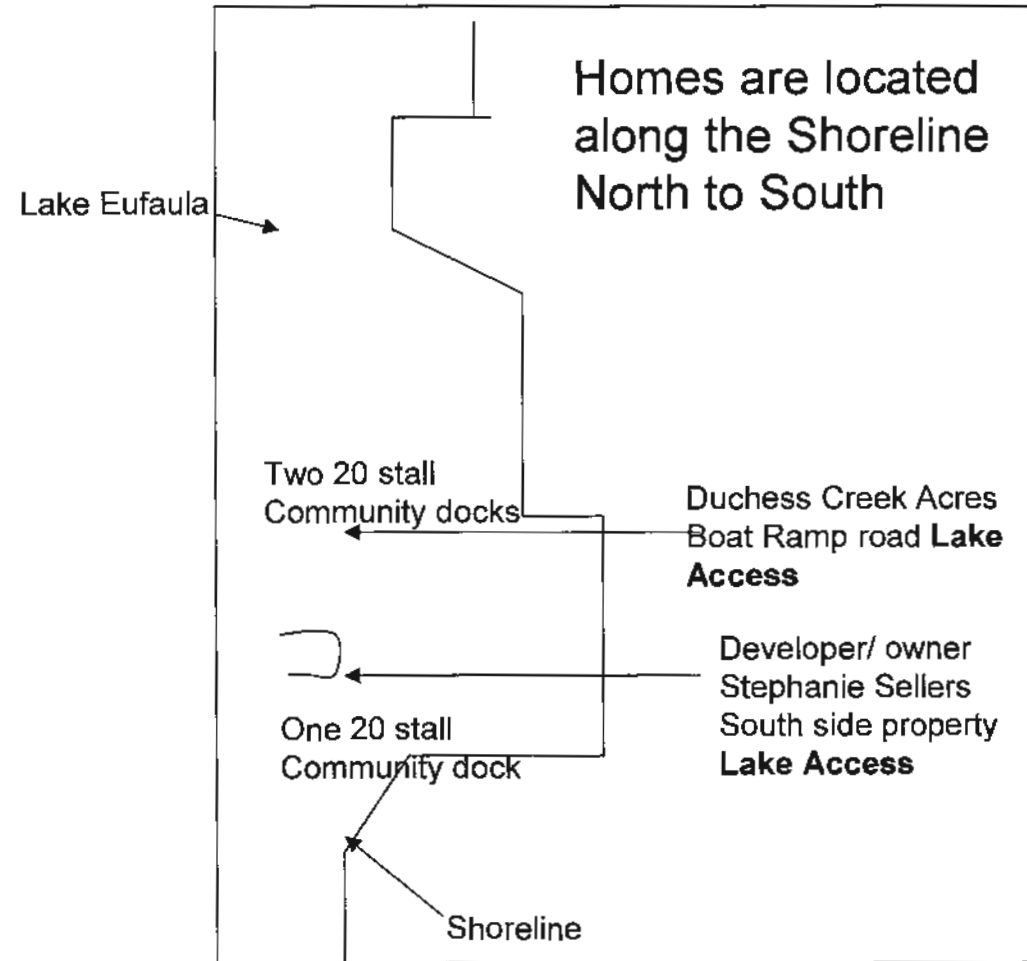 Homes are located
along the Shoreline
North to South
Lake Eufaula
Two 20 stall
Community docks
Duchess Creek Acres
Boat Ramp road Lake
Access
Developer/ owner
Stephanie Sellers
South side property
Lake Access
One 20 stall
Community dock
Shoreline